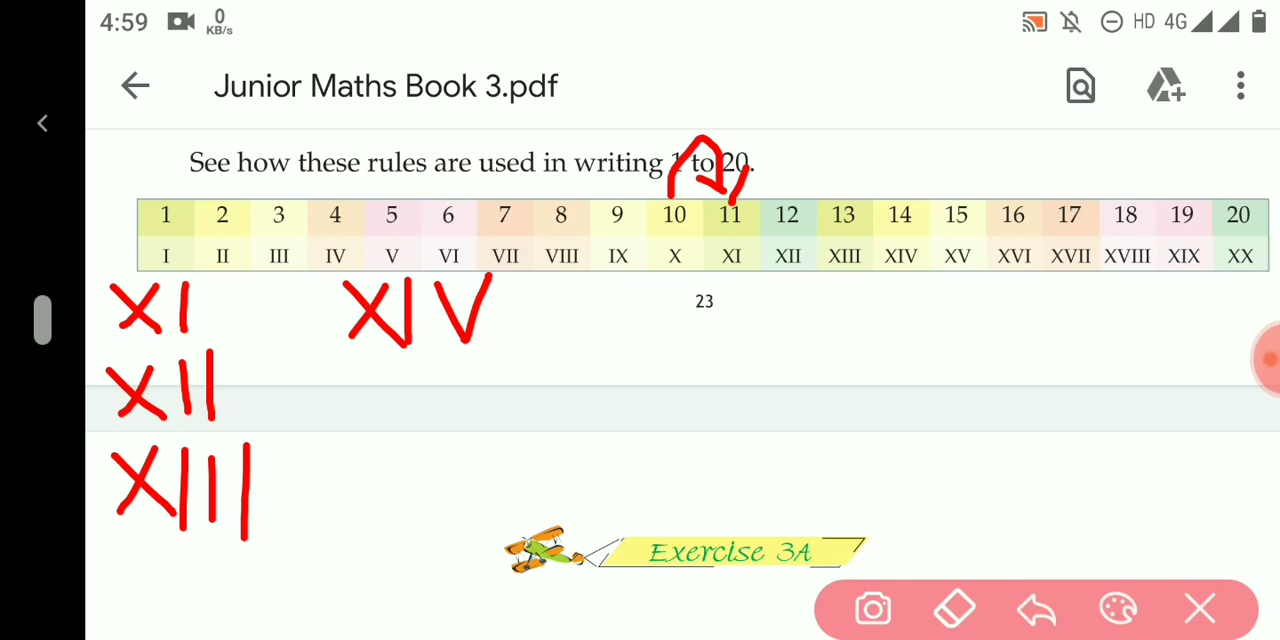 4:59 0 KB/s HD 4G
Junior Maths Book 3.pdf
See how these rules are used in writing 1 to 20.
1 2 3 4 5 6 7 8 9 10 11 12 13 14 15 16 17 18 19 20
I II III IV V VI VII VIII IX X XI XII XIII XIV XV XVI XVII XVIII XIX XX
XI XIV 23
XII
XIII
Exercise 3A